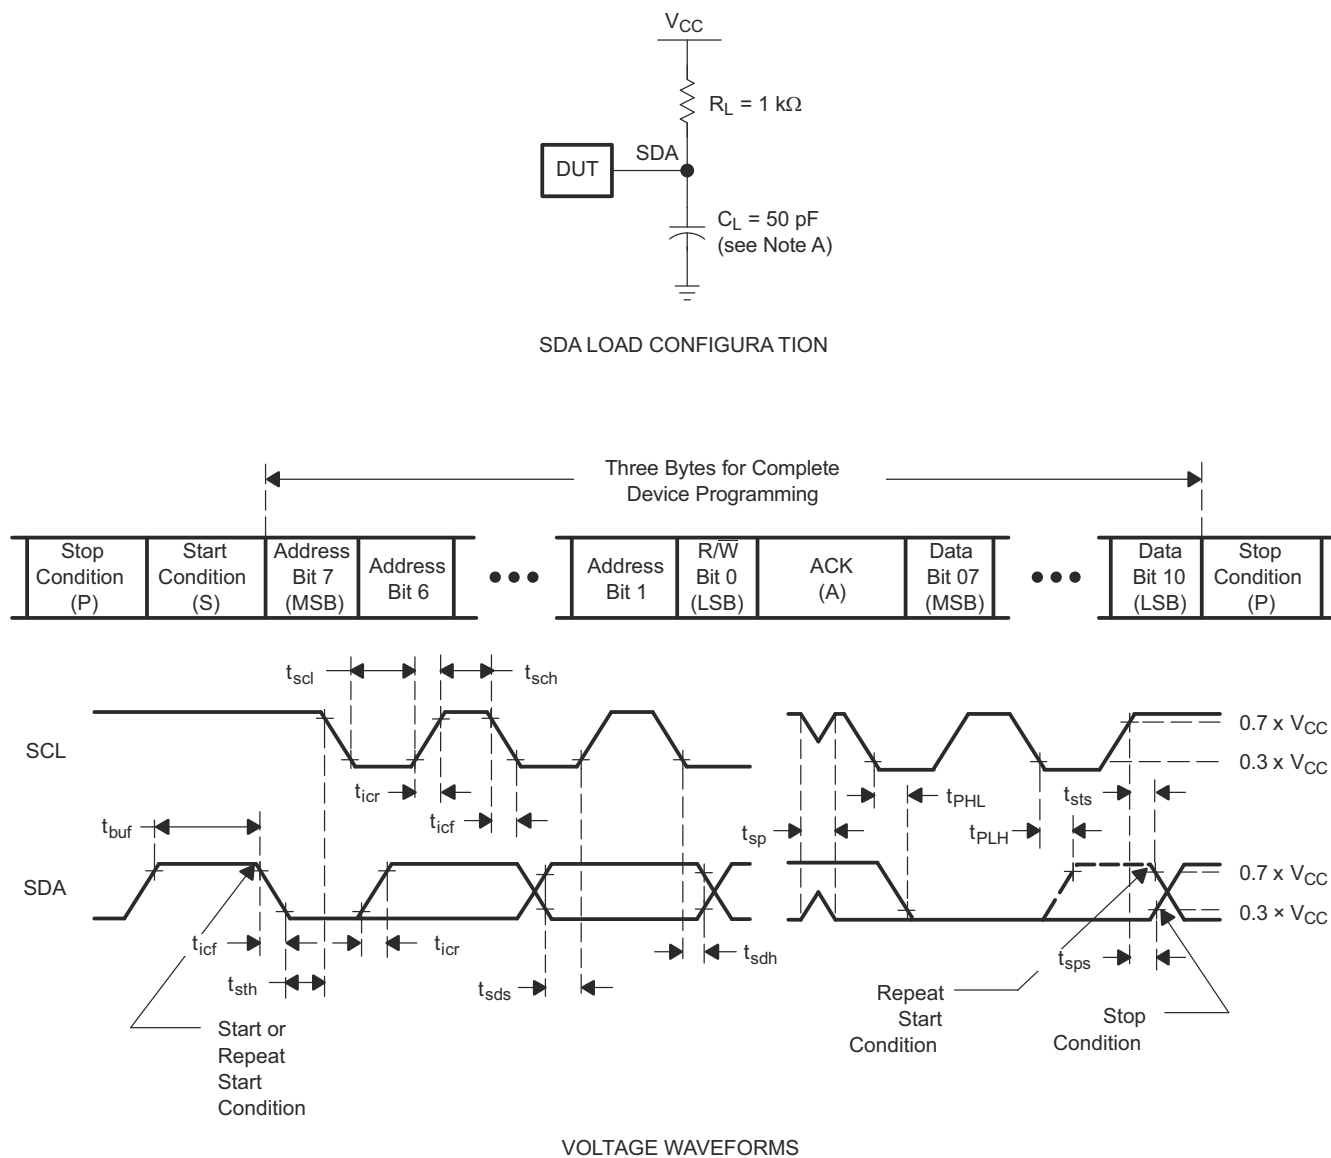 VCC
RL = 1 kΩ
SDA
DUT
CL = 50 pF
(see Note A)
SDA LOAD CONFIGURA TION
Three Bytes for Complete
Device Programming
Stop
Condition
(P)
Start
Condition
(S)
Address
Bit 7
(MSB)
Address
Bit 6
Address
Bit 1
R/W̅
Bit 0
(LSB)
ACK
(A)
Data
Bit 07
(MSB)
Data
Bit 10
(LSB)
Stop
Condition
(P)
tscl
tsch
SCL
0.7 x VCC
0.3 x VCC
ticr
ticf
tPHL
tsts
tbuf
tsp
tPLH
SDA
0.7 x VCC
0.3 × VCC
ticf
ticr
tsth
tsds
tsdh
tsps
Start or
Repeat
Start
Condition
Repeat
Start
Condition
Stop
Condition
VOLTAGE WAVEFORMS